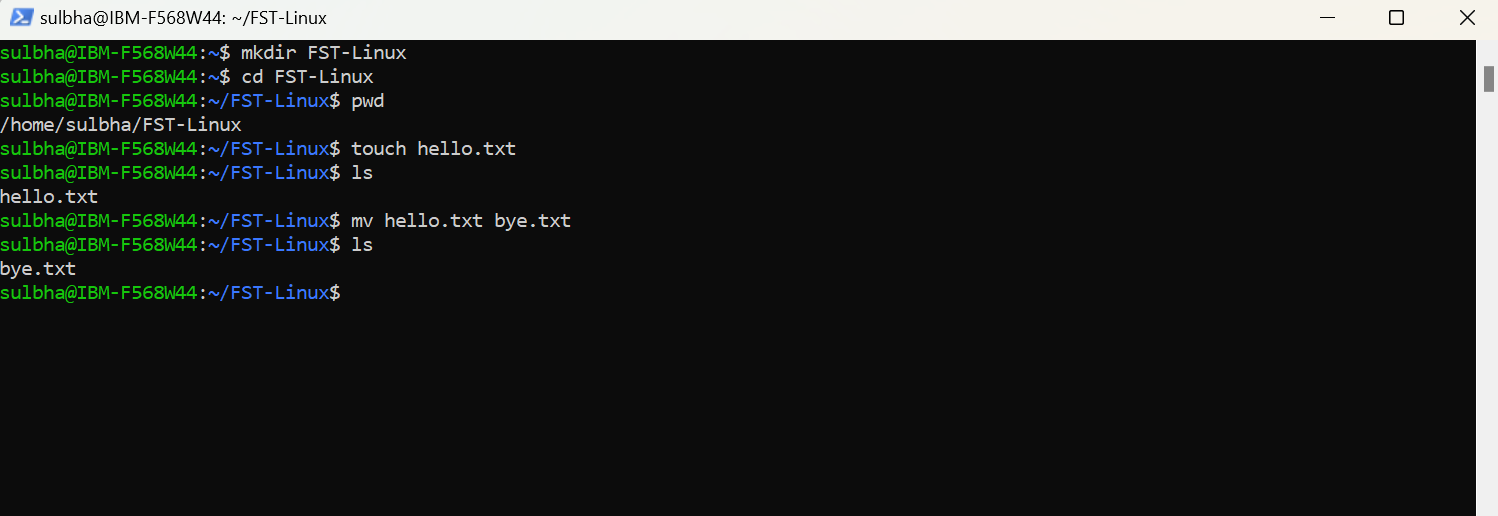 sulbha@IBM-F568W44: ~/FST-Linux
sulbha@IBM-F568W44:~$ mkdir FST-Linux
sulbha@IBM-F568W44:~$ cd FST-Linux
sulbha@IBM-F568W44:~/FST-Linux$ pwd
/home/sulbha/FST-Linux
sulbha@IBM-F568W44:~/FST-Linux$ touch hello.txt
sulbha@IBM-F568W44:~/FST-Linux$ ls
hello.txt
sulbha@IBM-F568W44:~/FST-Linux$ mv hello.txt bye.txt
sulbha@IBM-F568W44:~/FST-Linux$ ls
bye.txt
sulbha@IBM-F568W44:~/FST-Linux$